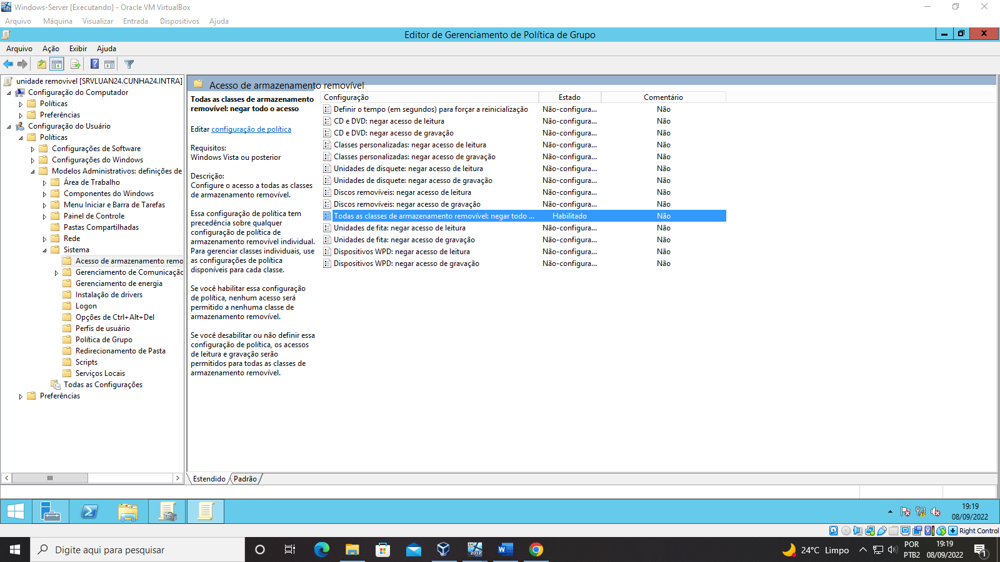 Windows-Server [Executando] - Oracle VM VirtualBox
Arquivo Máquina Visualizar Entrada Dispositivos Ajuda
Editor de Gerenciamento de Política de Grupo
Arquivo Ação Exibir Ajuda
unidade removivel [SRVLUAN24.CUNHA24.INTRA]
Configuração do Computador
Políticas
Preferências
Configuração do Usuário
Políticas
Configurações de Software
Configurações do Windows
Modelos Administrativos: definições de
Área de Trabalho
Componentes do Windows
Menu Iniciar e Barra de Tarefas
Painel de Controle
Pastas Compartilhadas
Rede
Sistema
Acesso de armazenamento remo
Gerenciamento de Comunicação
Gerenciamento de energia
Instalação de drivers
Logon
Opções de Ctrl+Alt+Del
Perfis de usuário
Política de Grupo
Redirecionamento de Pasta
Scripts
Serviços Locais
Todas as Configurações
Preferências
Acesso de armazenamento removível
Todas as classes de armazenamento
removível: negar todo o acesso
Editar configuração de política
Requisitos:
Windows Vista ou posterior
Descrição:
Configure o acesso a todas as classes
de armazenamento removível.
Essa configuração de política tem
precedência sobre qualquer
configuração de política de
armazenamento removível individual.
Para gerenciar classes individuais, use
as configurações de política
disponíveis para cada classe.
Se você habilitar essa configuração
de política, nenhum acesso será
permitido a nenhuma classe de
armazenamento removível.
Se você desabilitar ou não definir essa
configuração de política, os acessos
de leitura e gravação serão
permitidos para todas as classes de
armazenamento removível.
Configuração Estado Comentário
Definir o tempo (em segundos) para forçar a reinicialização Não-configura... Não
CD e DVD: negar acesso de leitura Não-configura... Não
CD e DVD: negar acesso de gravação Não-configura... Não
Classes personalizadas: negar acesso de leitura Não-configura... Não
Classes personalizadas: negar acesso de gravação Não-configura... Não
Unidades de disquete: negar acesso de leitura Não-configura... Não
Unidades de disquete: negar acesso de gravação Não-configura... Não
Discos removíveis: negar acesso de leitura Não-configura... Não
Discos removíveis: negar acesso de gravação Não-configura... Não
Todas as classes de armazenamento removível: negar todo ... Habilitado Não
Unidades de fita: negar acesso de leitura Não-configura... Não
Unidades de fita: negar acesso de gravação Não-configura... Não
Dispositivos WPD: negar acesso de leitura Não-configura... Não
Dispositivos WPD: negar acesso de gravação Não-configura... Não
Estendido Padrão
19:19
08/09/2022
Right Control
Digite aqui para pesquisar
2012
24°C Limpo
POR
PTB2
19:19
08/09/2022
1